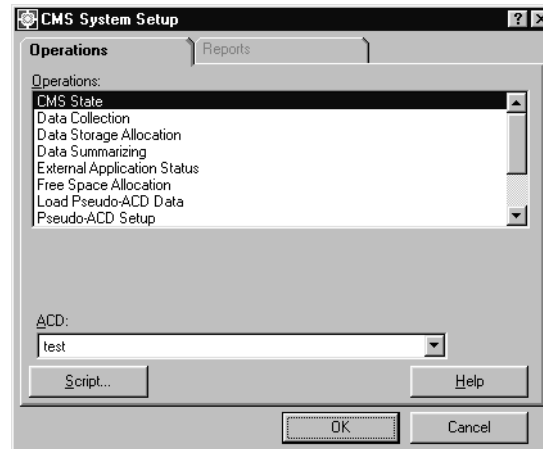 CMS System Setup
Operations
Reports
Operations:
CMS State
Data Collection
Data Storage Allocation
Data Summarizing
External Application Status
Free Space Allocation
Load Pseudo-ACD Data
Pseudo-ACD Setup
ACD:
test
Script...
Help
OK
Cancel